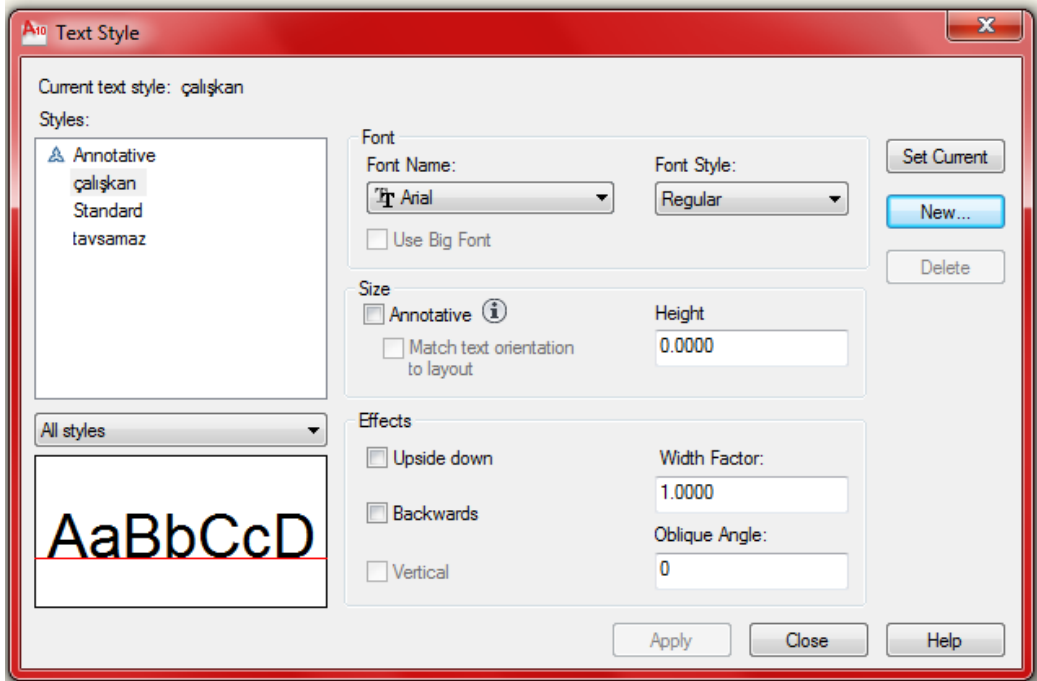 A10 Text Style
Current text style: çalışkan
Styles:
Annotative
çalışkan
Standard
tavsamaz
All styles
AaBbCcD
Font
Font Name:
Arial
Use Big Font
Font Style:
Regular
Size
Annotative
Match text orientation
to layout
Height
0.0000
Effects
Upside down
Backwards
Vertical
Width Factor:
1.0000
Oblique Angle:
0
Set Current
New...
Delete
Apply
Close
Help